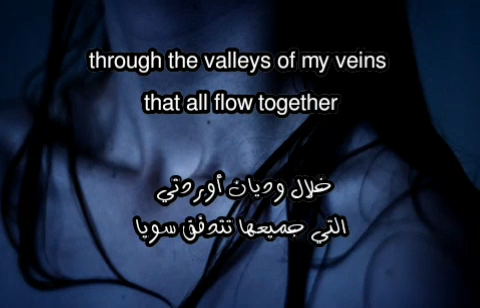 through the valleys of my veins
that all flow together
خلال وديان أوردتي
التي جميعها تتدفق سويا